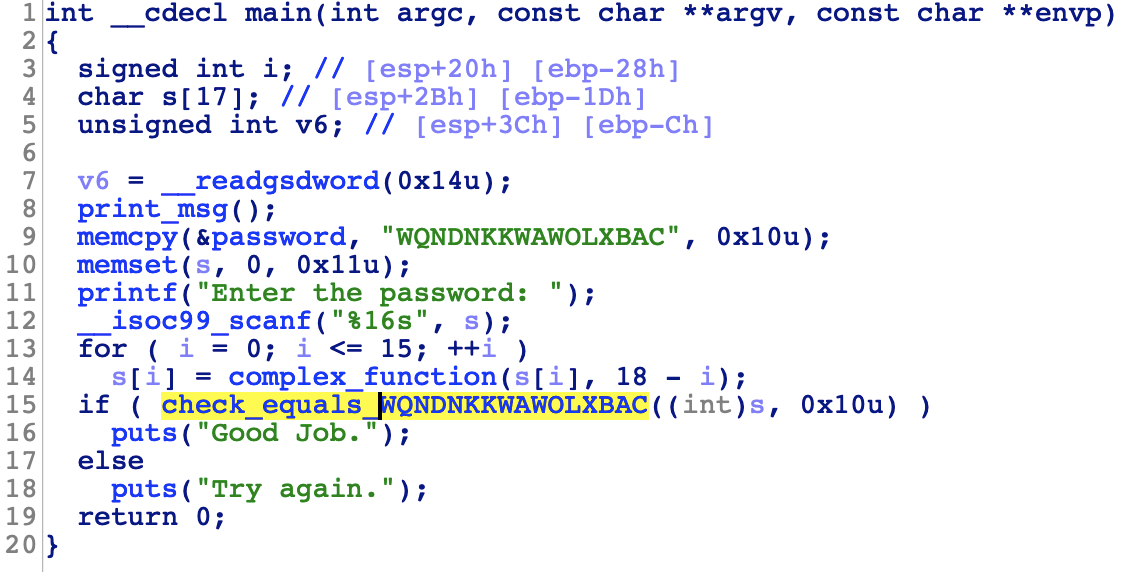 1 int __cdecl main(int argc, const char **argv, const char **envp)
2 {
3 signed int i; // [esp+20h] [ebp-28h]
4 char s[17]; // [esp+2Bh] [ebp-1Dh]
5 unsigned int v6; // [esp+3Ch] [ebp-Ch]
6
7 v6 = __readgsdword(0x14u);
8 print_msg();
9 memcpy(&password, "WQNDNKKWAWOLXBAC", 0x10u);
10 memset(s, 0, 0x11u);
11 printf("Enter the password: ");
12 __isoc99_scanf("%16s", s);
13 for ( i = 0; i <= 15; ++i )
14 s[i] = complex_function(s[i], 18 - i);
15 if ( check_equals_WQNDNKKWAWOLXBAC((int)s, 0x10u) )
16 puts("Good Job.");
17 else
18 puts("Try again.");
19 return 0;
20 }